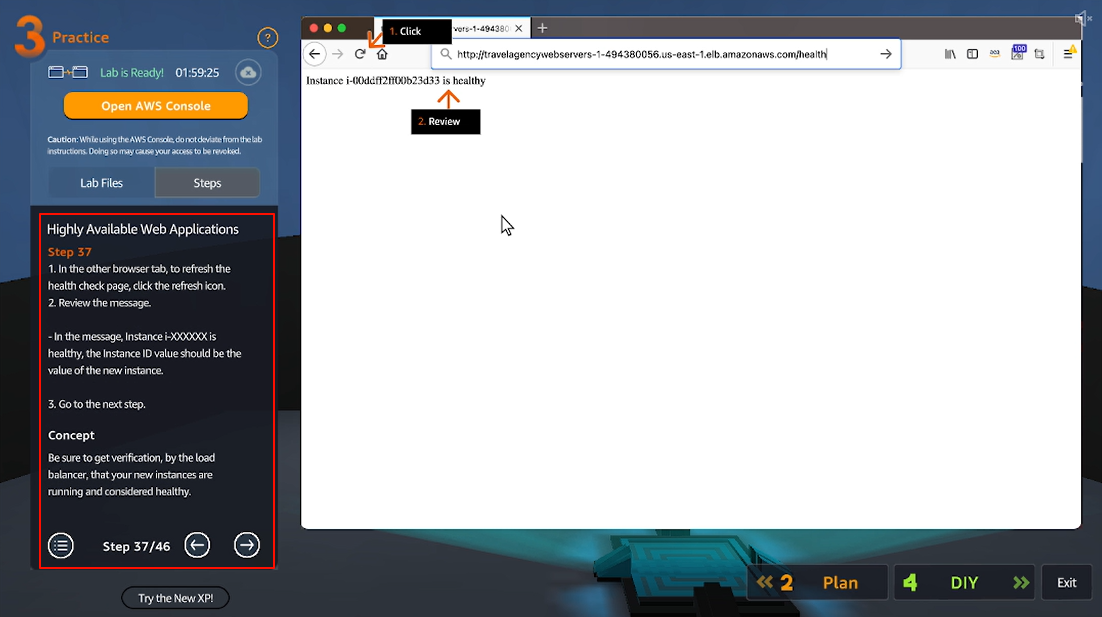 3 Practice
?
Lab is Ready! 01:59:25
Open AWS Console
Caution: While using the AWS Console, do not deviate from the lab
instructions. Doing so may cause your access to be revoked.
Lab Files
Steps
Highly Available Web Applications
Step 37
1. In the other browser tab, to refresh the
health check page, click the refresh icon.
2. Review the message.
- In the message, Instance i-XXXXXX is
healthy, the Instance ID value should be the
value of the new instance.
3. Go to the next step.
Concept
Be sure to get verification, by the load
balancer, that your new instances are
running and considered healthy.
Step 37/46
Try the New XP!
1. Click
vers-1-494380
http://travelagencywebservers-1-494380056.us-east-1.elb.amazonaws.com/health
100
Instance i-00ddff2ff00b23d33 is healthy
2. Review
2 Plan
4 DIY
Exit